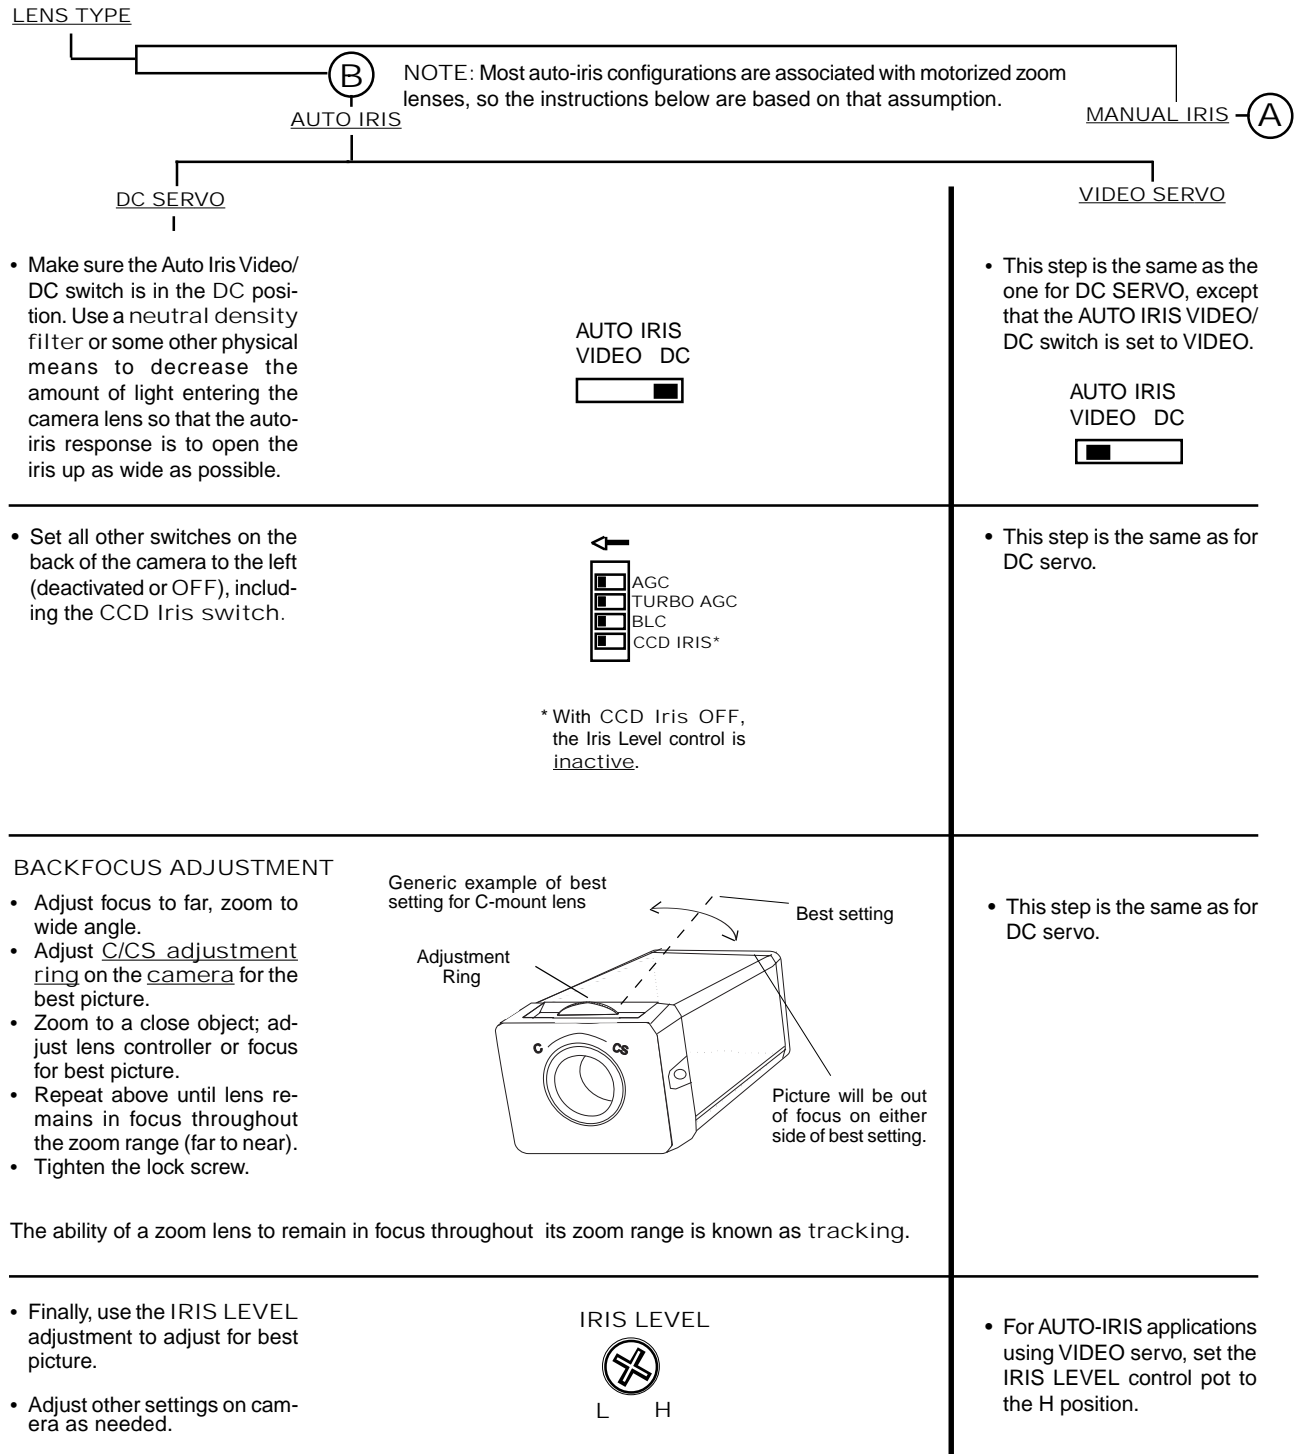 LENS TYPE
B
NOTE: Most auto-iris configurations are associated with motorized zoom
lenses, so the instructions below are based on that assumption.
AUTO IRIS
MANUAL IRIS
A
DC SERVO
VIDEO SERVO
• Make sure the Auto Iris Video/
DC switch is in the DC posi-
tion. Use a neutral density
filter or some other physical
means to decrease the
amount of light entering the
camera lens so that the auto-
iris response is to open the
iris up as wide as possible.
AUTO IRIS
VIDEO DC
• This step is the same as the
one for DC SERVO, except
that the AUTO IRIS VIDEO/
DC switch is set to VIDEO.
AUTO IRIS
VIDEO DC
• Set all other switches on the
back of the camera to the left
(deactivated or OFF), includ-
ing the CCD Iris switch.
AGC
TURBO AGC
BLC
CCD IRIS*
* With CCD Iris OFF,
the Iris Level control is
inactive.
• This step is the same as for
DC servo.
BACKFOCUS ADJUSTMENT
• Adjust focus to far, zoom to
wide angle.
• Adjust C/CS adjustment
ring on the camera for the
best picture.
• Zoom to a close object; ad-
just lens controller or focus
for best picture.
• Repeat above until lens re-
mains in focus throughout
the zoom range (far to near).
• Tighten the lock screw.
Generic example of best
setting for C-mount lens
Best setting
Adjustment
Ring
C
CS
Picture will be out
of focus on either
side of best setting.
• This step is the same as for
DC servo.
The ability of a zoom lens to remain in focus throughout its zoom range is known as tracking.
• Finally, use the IRIS LEVEL
adjustment to adjust for best
picture.
• Adjust other settings on cam-
era as needed.
IRIS LEVEL
L H
• For AUTO-IRIS applications
using VIDEO servo, set the
IRIS LEVEL control pot to
the H position.